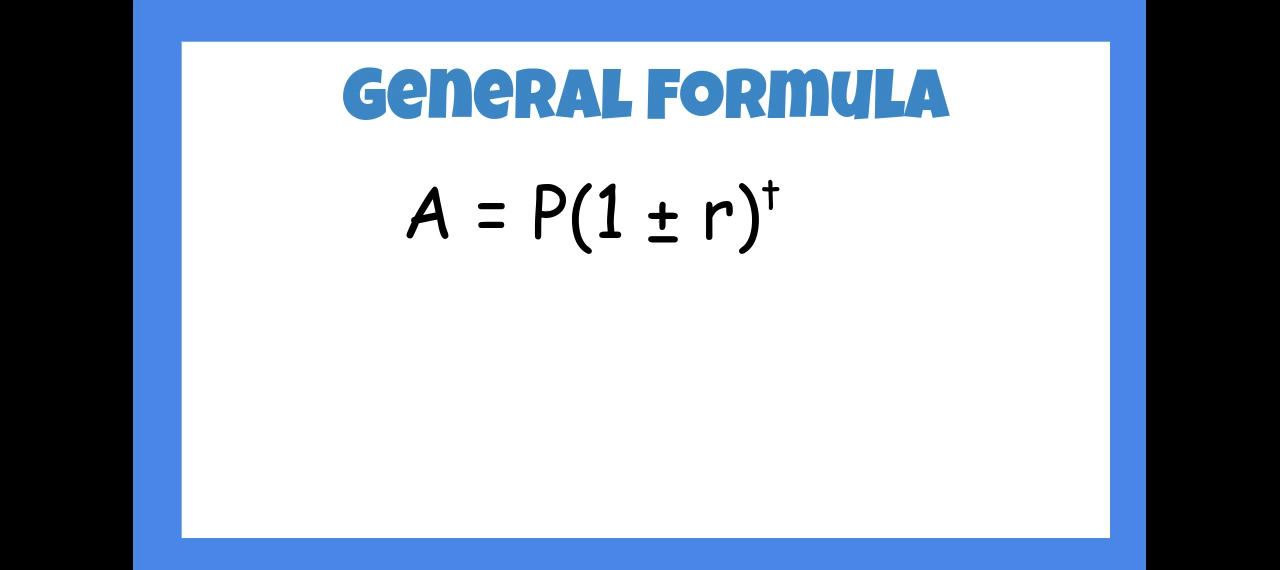 General Formula
A = P(1 ± r)ᵗ